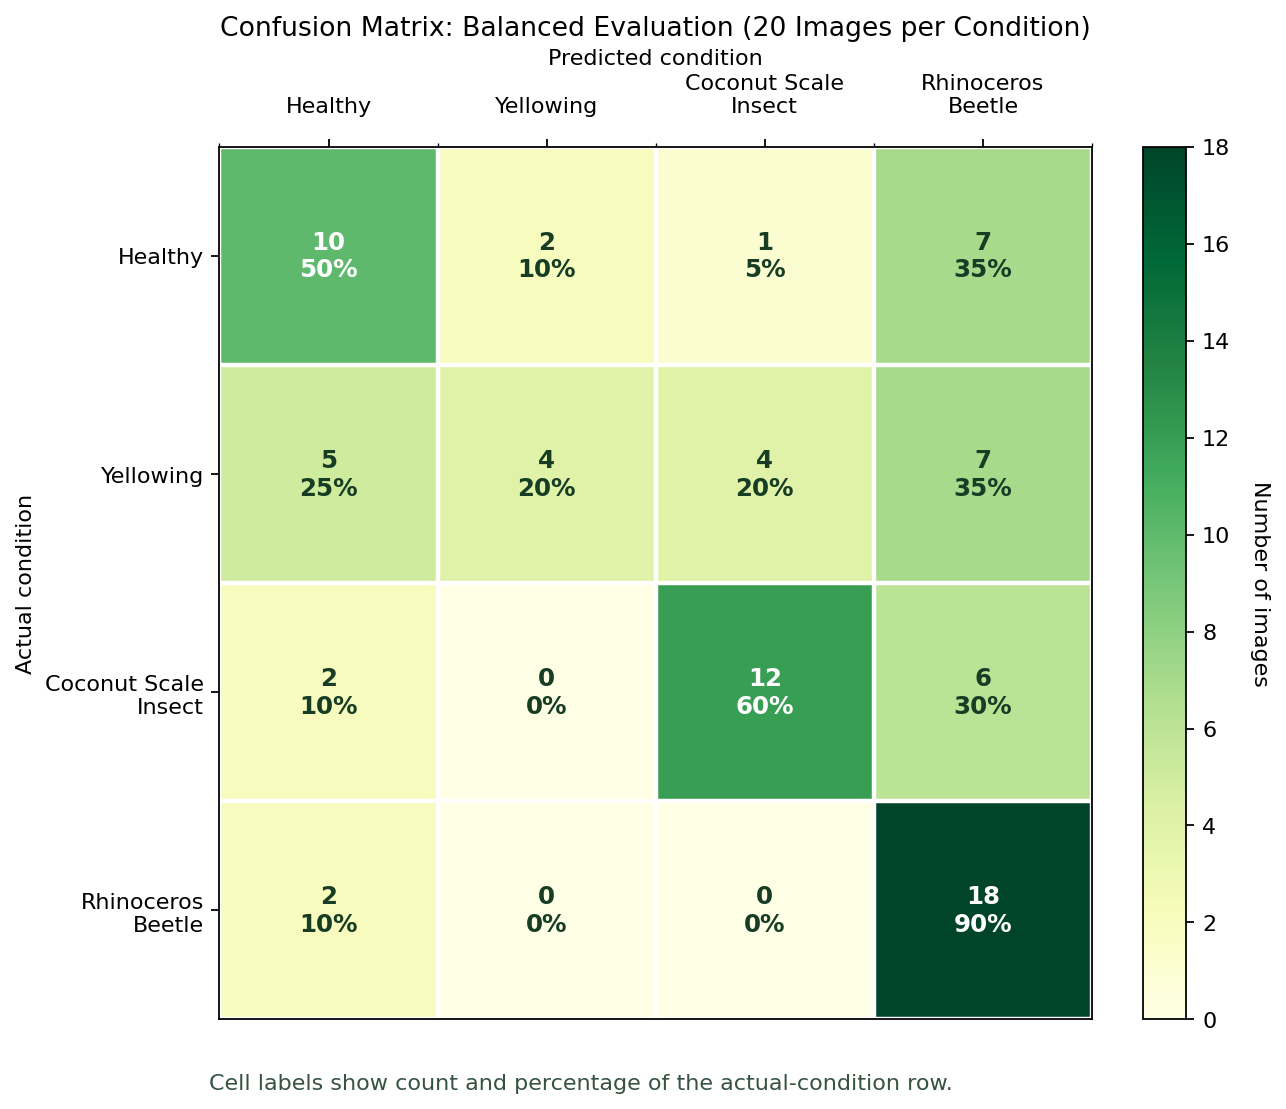 Confusion Matrix: Balanced Evaluation (20 Images per Condition)
Predicted condition
Healthy
Yellowing
Coconut Scale
Insect
Rhinoceros
Beetle
Actual condition
Healthy
10
50%
2
10%
1
5%
7
35%
Yellowing
5
25%
4
20%
4
20%
7
35%
Coconut Scale
Insect
2
10%
0
0%
12
60%
6
30%
Rhinoceros
Beetle
2
10%
0
0%
0
0%
18
90%
18
16
14
12
10
8
6
4
2
0
Number of images
Cell labels show count and percentage of the actual-condition row.